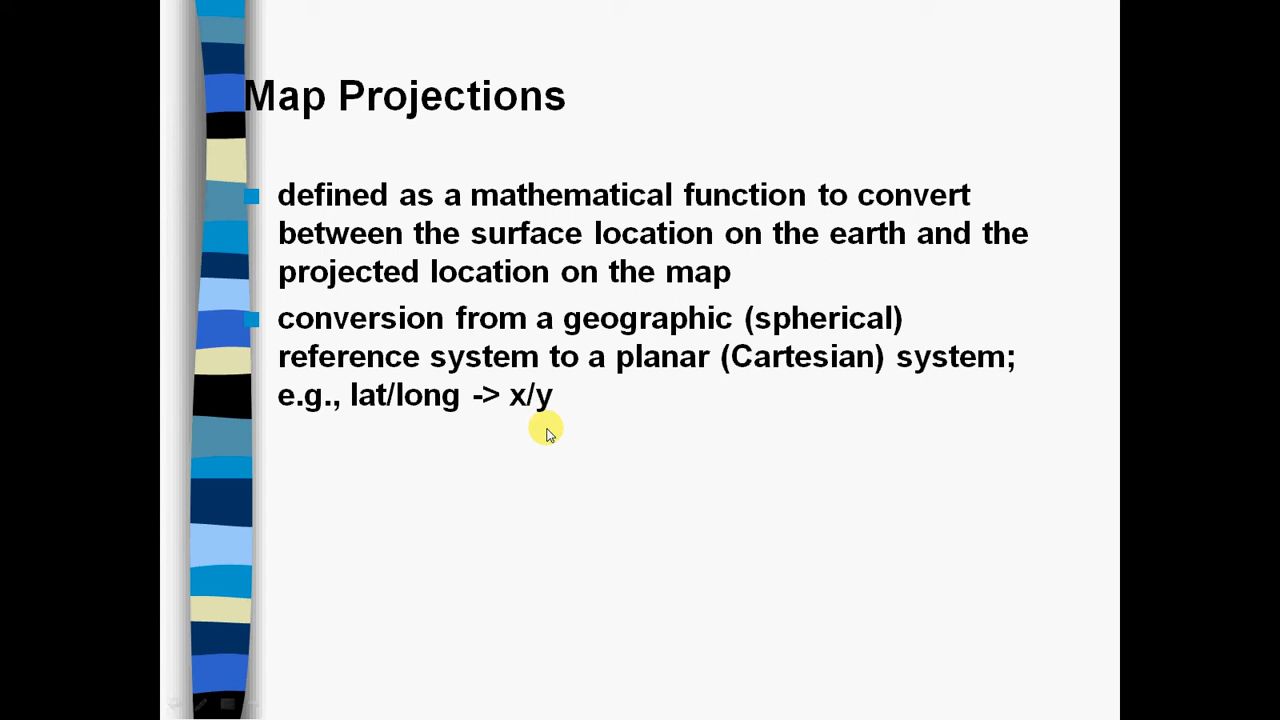 Map Projections
defined as a mathematical function to convert
between the surface location on the earth and the
projected location on the map
conversion from a geographic (spherical)
reference system to a planar (Cartesian) system;
e.g., lat/long -> x/y